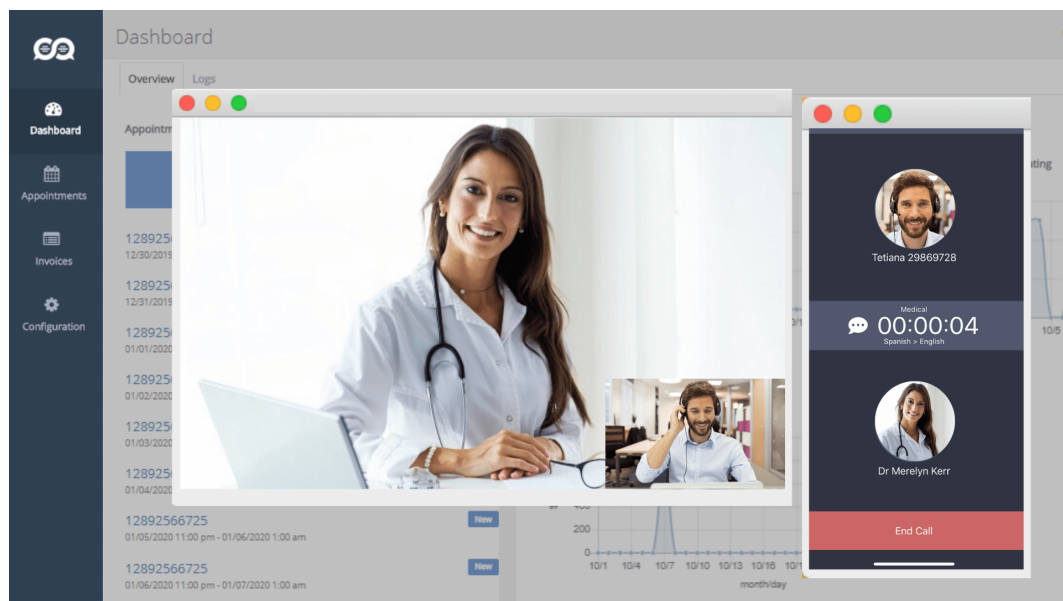 Dashboard
Overview
Logs
Dashboard
Appointments
Invoices
Configuration
12/30/2019
12/31/2019
01/01/2020
01/02/2020
01/03/2020
01/04/2020
12892566725
New
01/05/2020 11:00 pm - 01/06/2020 1:00 am
12892566725
New
01/06/2020 11:00 pm - 01/07/2020 1:00 am
200
0
10/1 10/4 10/7 10/10 10/13 10/16
month/day
10/5
Tetiana 29869728
Medical
00:00:04
Spanish > English
Dr Merelyn Kerr
End Call